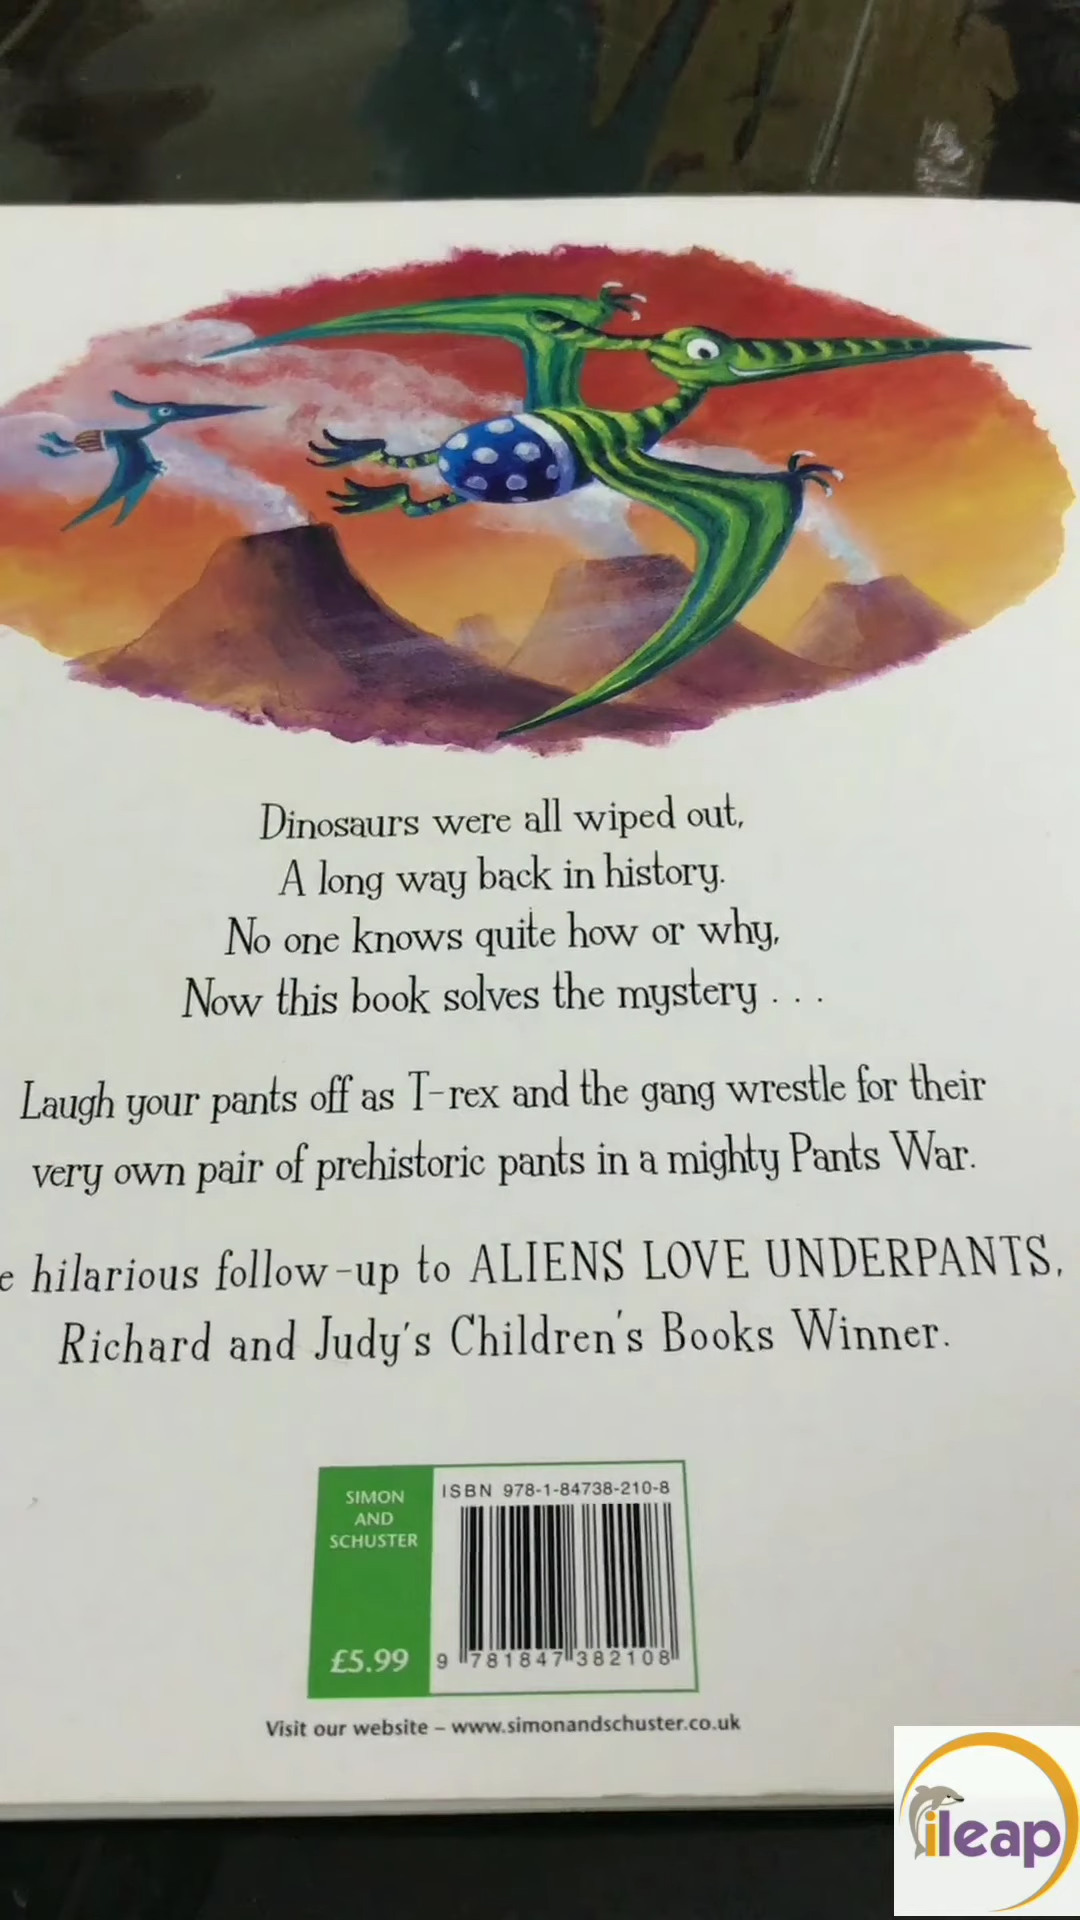 Dinosaurs were all wiped out,
A long way back in history.
No one knows quite how or why,
Now this book solves the mystery . . .
Laugh your pants off as T-rex and the gang wrestle for their
very own pair of prehistoric pants in a mighty Pants War.
e hilarious follow-up to ALIENS LOVE UNDERPANTS,
Richard and Judy's Children's Books Winner.
SIMON
AND
SCHUSTER
£5.99
ISBN 978-1-84738-210-8
9 781847 382108
Visit our website – www.simonandschuster.co.uk
ileap